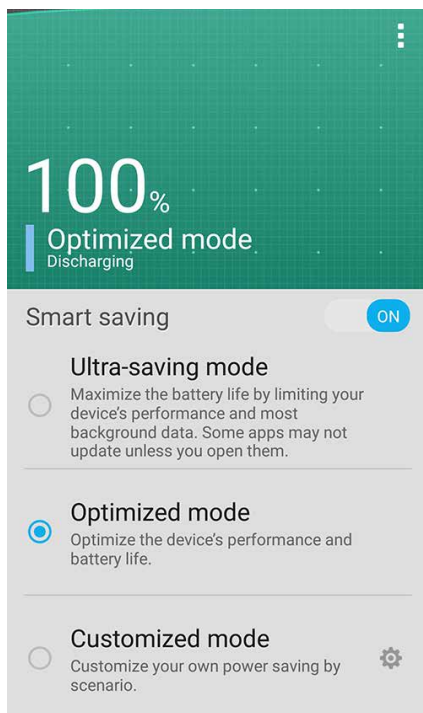 100%
Optimized mode
Discharging
Smart saving
ON
Ultra-saving mode
Maximize the battery life by limiting your
device's performance and most
background data. Some apps may not
update unless you open them.
Optimized mode
Optimize the device's performance and
battery life.
Customized mode
Customize your own power saving by
scenario.